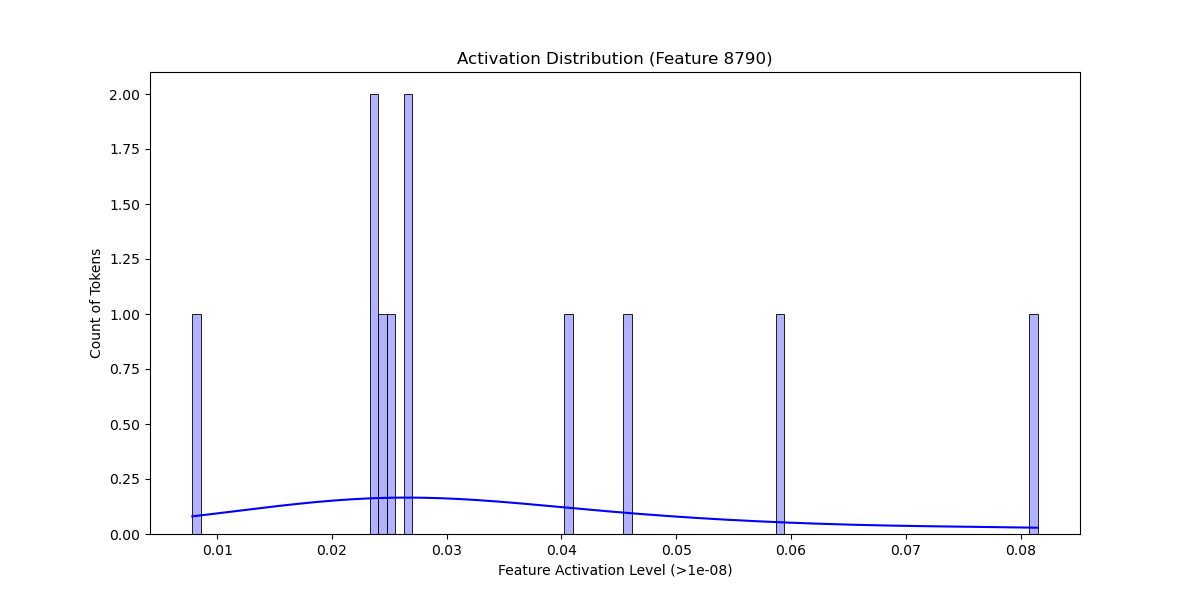 Activation Distribution (Feature 8790)
2.00
1.75
1.50
1.25
1.00
0.75
0.50
0.25
0.00
Count of Tokens
0.01 0.02 0.03 0.04 0.05 0.06 0.07 0.08
Feature Activation Level (>1e-08)